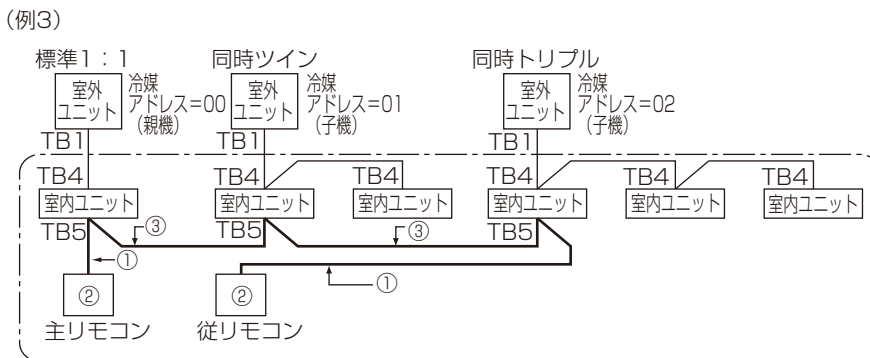 (例3)
標準1：1
同時ツイン
同時トリプル
室外
ユニット
冷媒
アドレス=00
(親機)
室外
ユニット
冷媒
アドレス=01
(子機)
室外
ユニット
冷媒
アドレス=02
(子機)
TB1
TB1
TB1
TB4
TB4
TB4
TB4
TB4
TB4
室内ユニット
室内ユニット
室内ユニット
室内ユニット
室内ユニット
室内ユニット
TB5
③
TB5
③
TB5
①
①
②
②
主リモコン
従リモコン